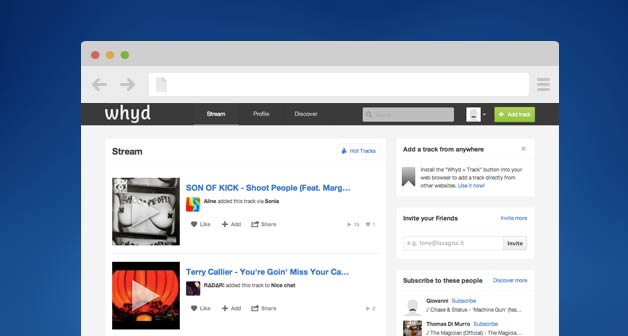 whyd
Stream Profile Discover
Search
Add track
Stream
Hot Tracks
SON OF KICK - Shoot People (Feat. Marg...
Aline added this track via Sonis
Like Add Share 15 1
Terry Callier - You're Goin' Miss Your Ca...
RADAR! added this track to Nice chat
Like Add Share 2
Add a track from anywhere
Install the "Whyd + Track" button into your
web browser to add a track directly from
other websites. Use it now!
Invite your Friends Invite more
e.g. tony@lasagna.it Invite
Subscribe to these people Discover more
Giovanni Subscribe
♪ Chase & Status - 'Machine Gun' (fea...
Thomas Di Murro Subscribe
♪ The Magician (Official) - The Magician...